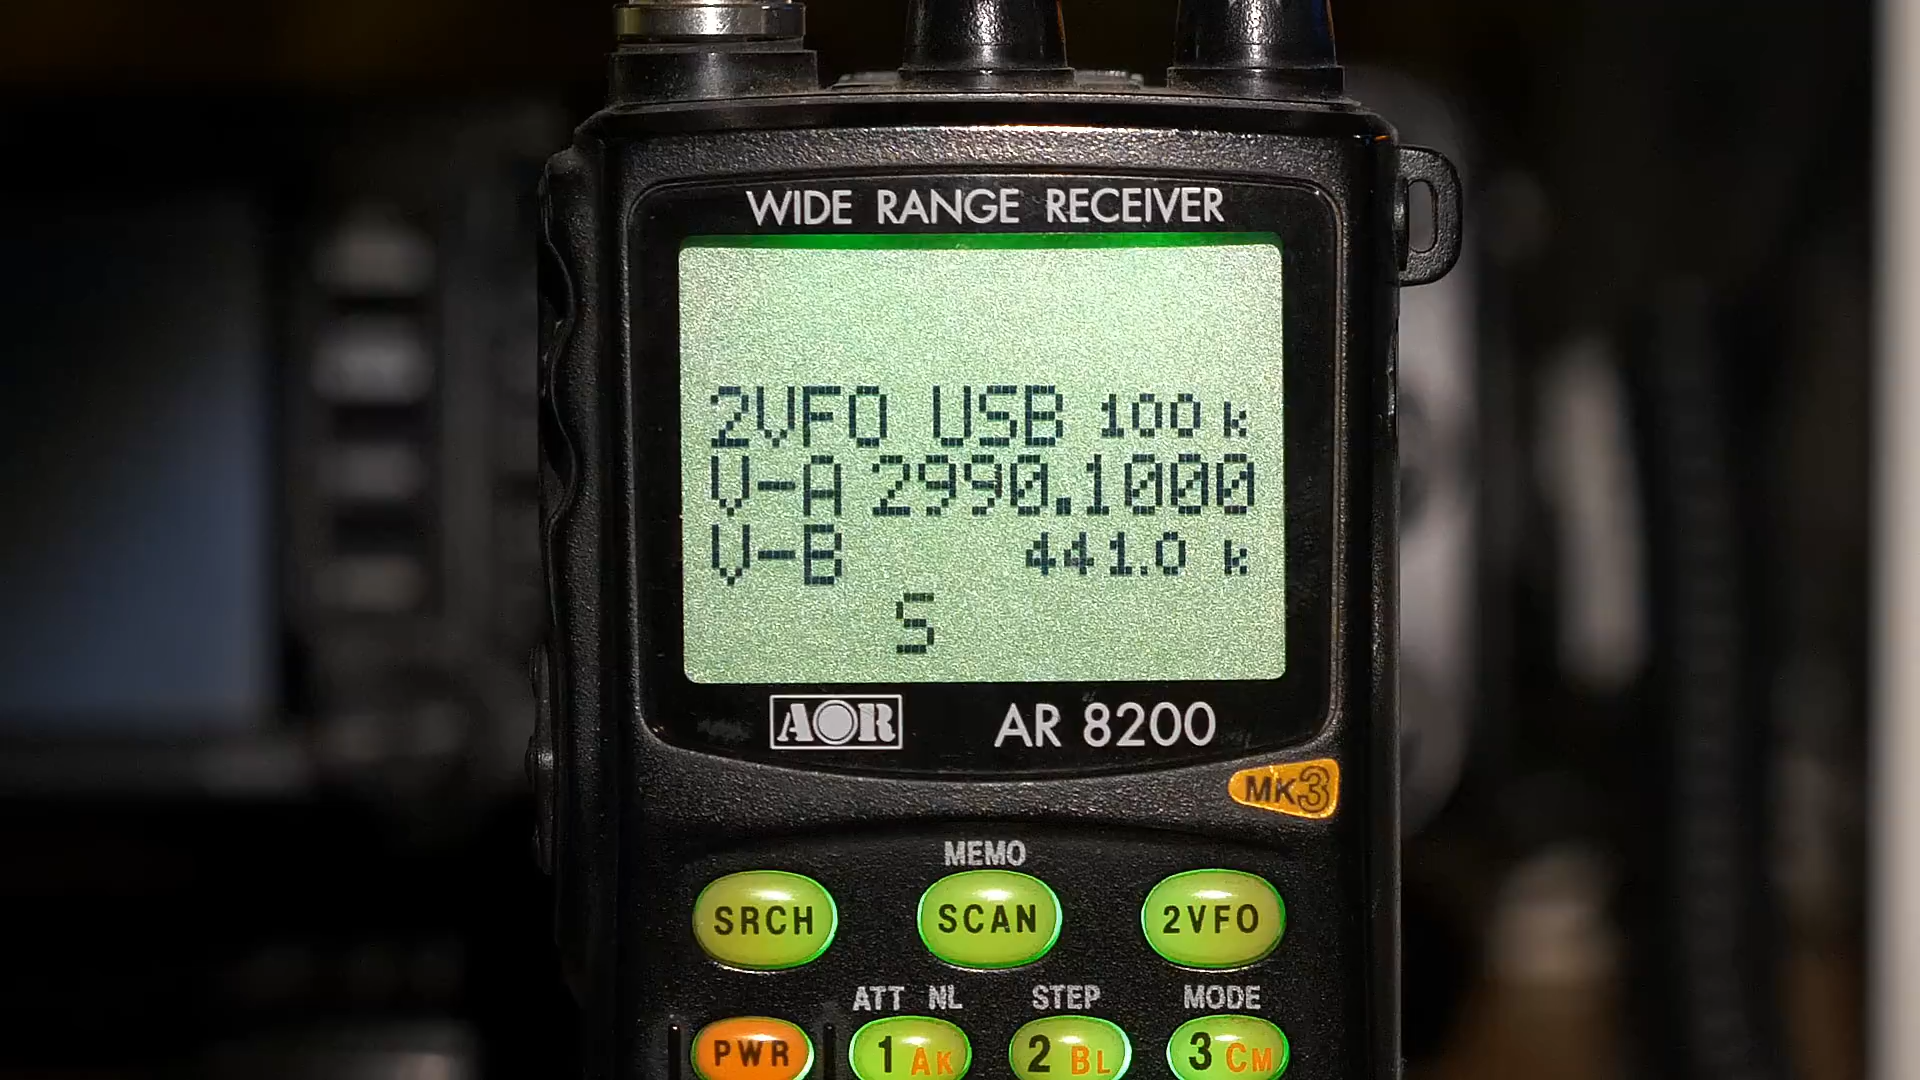 WIDE RANGE RECEIVER
2VFO USB 100 k
V-A 2990.1000
V-B 441.0 k
S
AOR AR 8200
MK3
MEMO
SRCH SCAN 2VFO
ATT NL STEP MODE
PWR 1 AK 2 BL 3 CM